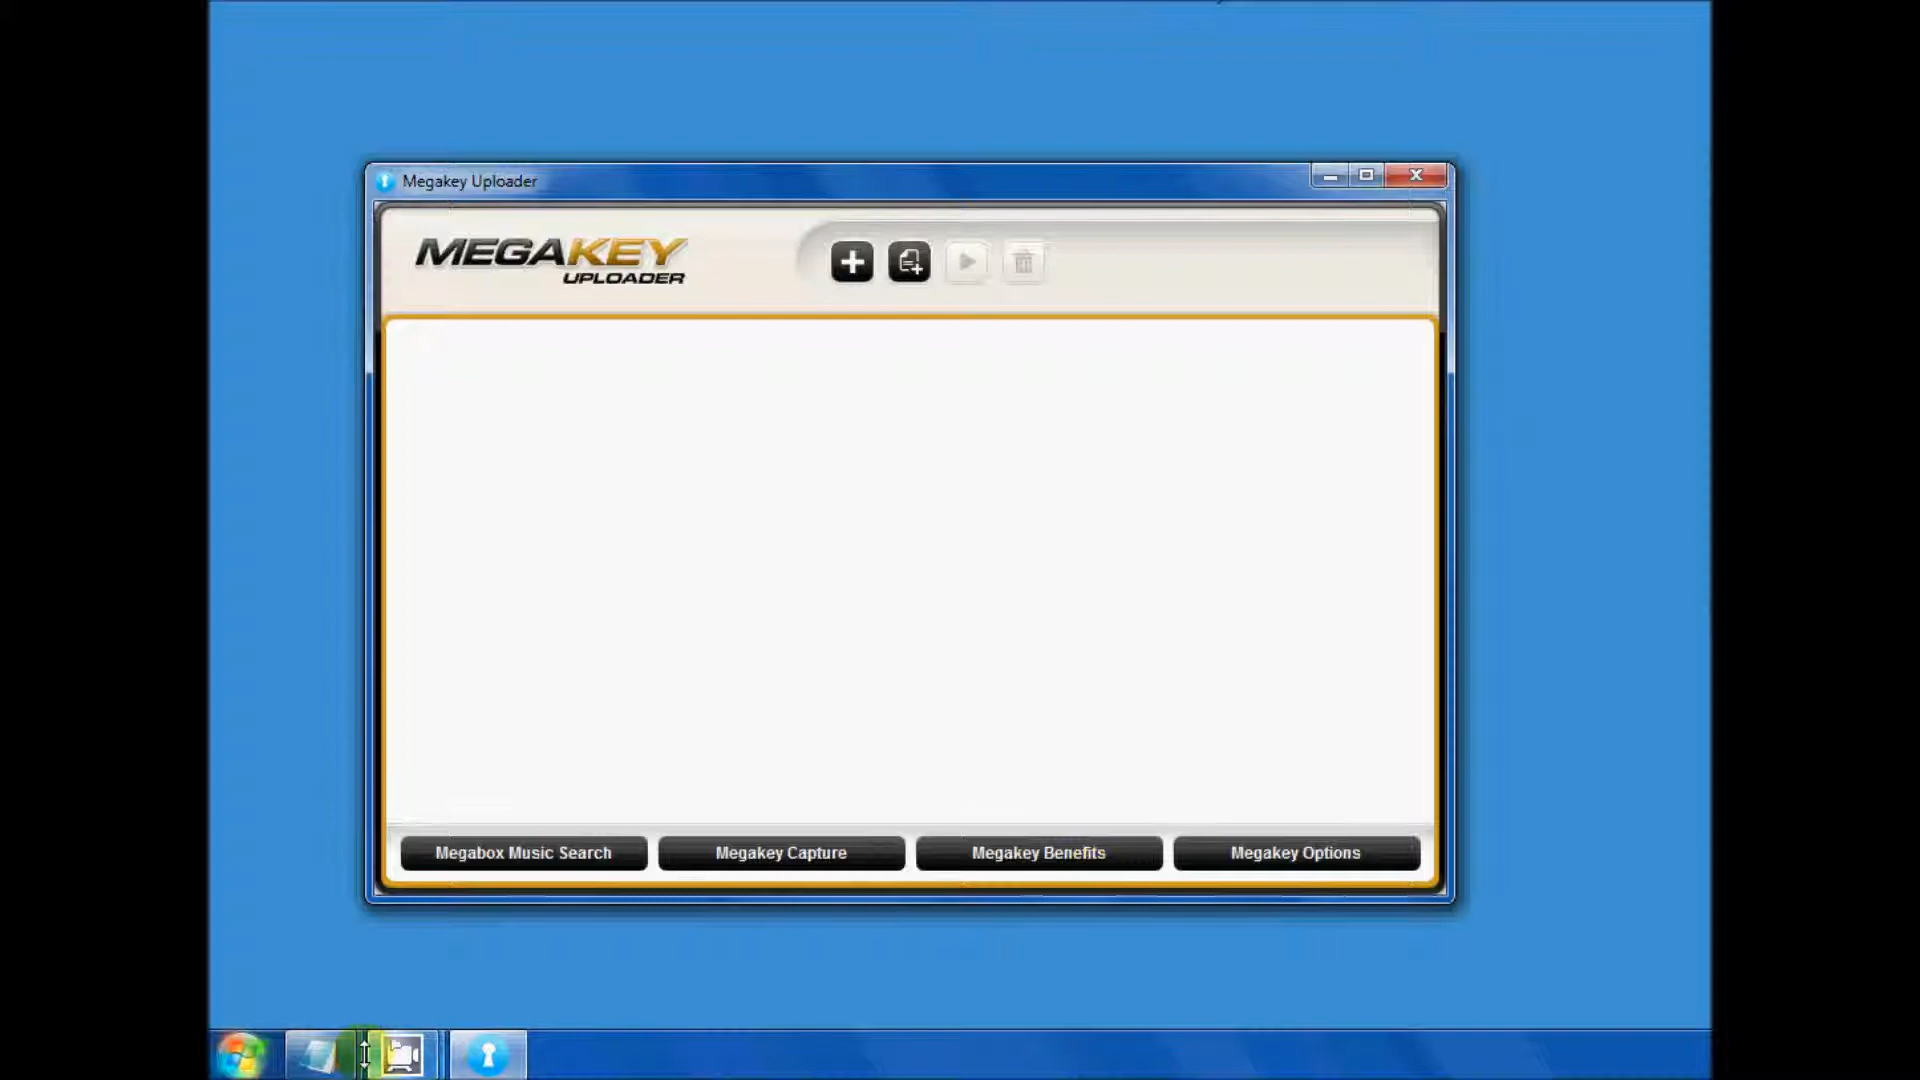 Megakey Uploader
MEGAKEY
UPLOADER
Megabox Music Search
Megakey Capture
Megakey Benefits
Megakey Options